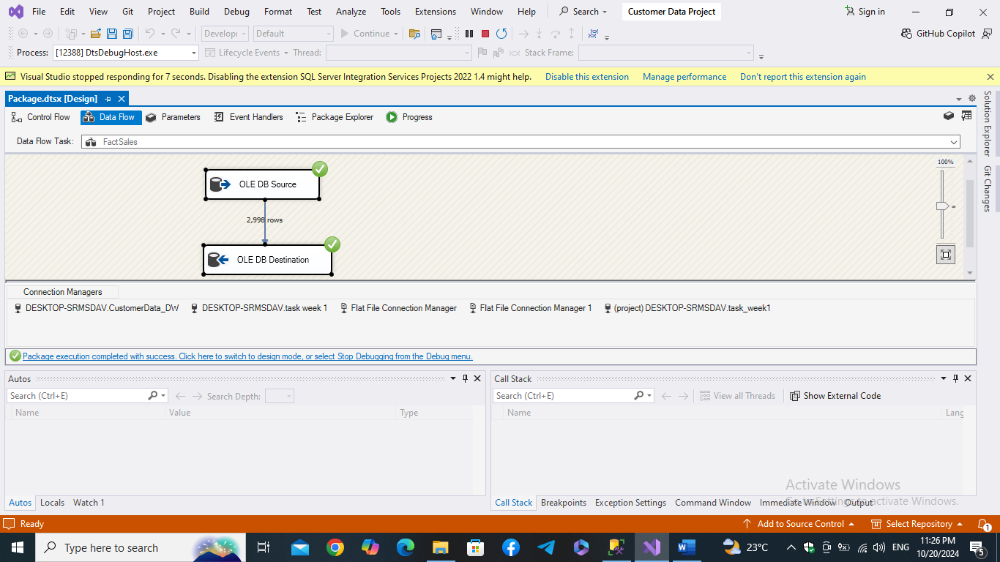 File Edit View Git Project Build Debug Format Test Analyze Tools Extensions Window Help Search Customer Data Project Sign in
Develop Default Continue GitHub Copilot
Process: [12388] DtsDebugHost.exe Lifecycle Events Thread: Stack Frame:
Visual Studio stopped responding for 7 seconds. Disabling the extension SQL Server Integration Services Projects 2022 1.4 might help. Disable this extension Manage performance Don't report this extension again
Package.dtsx [Design]
Control Flow Data Flow Parameters Event Handlers Package Explorer Progress
Data Flow Task: FactSales
100%
OLE DB Source
2,998 rows
OLE DB Destination
Solution Explorer
Git Changes
Connection Managers
DESKTOP-SRMSDAV.CustomerData_DW DESKTOP-SRMSDAV.task week 1 Flat File Connection Manager Flat File Connection Manager 1 (project) DESKTOP-SRMSDAV.task_week1
Package execution completed with success. Click here to switch to design mode, or select Stop Debugging from the Debug menu.
Autos
Search (Ctrl+E) Search Depth:
Name Value Type
Autos Locals Watch 1
Call Stack
Search (Ctrl+E) View all Threads Show External Code
Name Lang
Call Stack Breakpoints Exception Settings Command Window Immediate Window Output
Activate Windows
Go to Settings to activate Windows.
Ready Add to Source Control Select Repository 1
Type here to search 23°C ENG 11:26 PM
10/20/2024 5